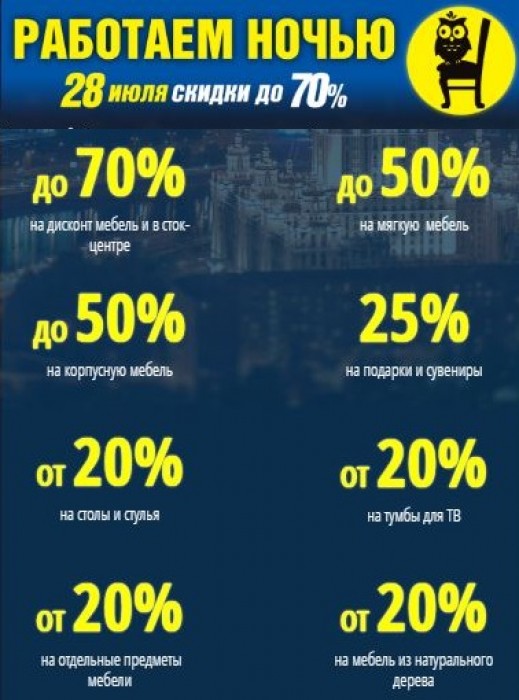 РАБОТАЕМ НОЧЬЮ
28 ИЮЛЯ СКИДКИ ДО 70%
до 70%
на дисконт мебель и в сток-
центре
до 50%
на мягкую мебель
до 50%
на корпусную мебель
25%
на подарки и сувениры
от 20%
на столы и стулья
от 20%
на тумбы для ТВ
от 20%
на отдельные предметы
мебели
от 20%
на мебель из натурального
дерева